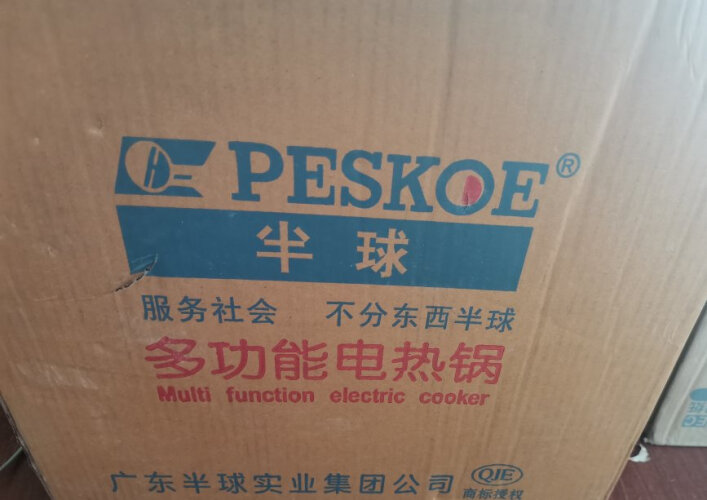 PESKOE®
半球
服务社会 不分东西半球
多功能电热锅
Multi function electric cooker
广东半球实业集团公司 QJE
商标授权